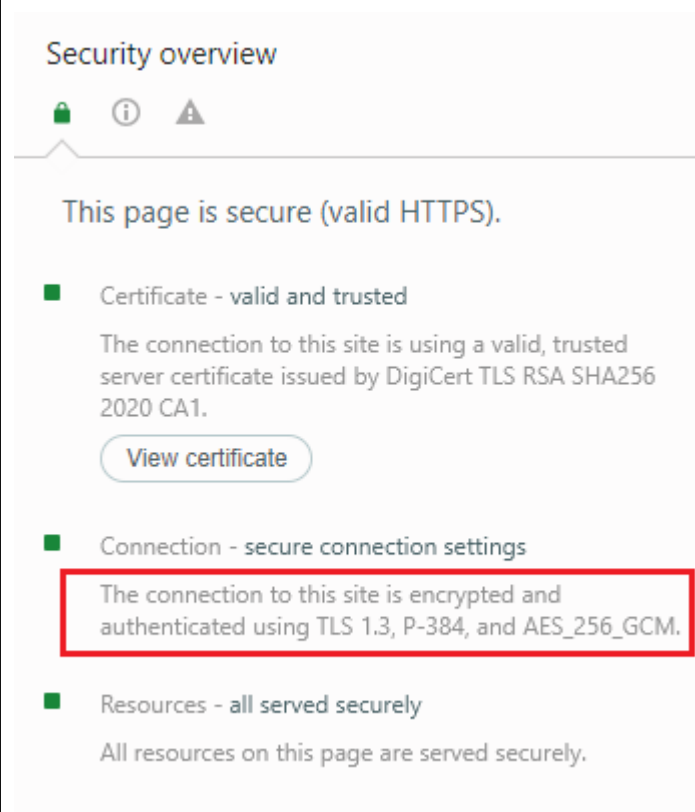 Security overview
This page is secure (valid HTTPS).
Certificate - valid and trusted
The connection to this site is using a valid, trusted
server certificate issued by DigiCert TLS RSA SHA256
2020 CA1.
View certificate
Connection - secure connection settings
The connection to this site is encrypted and
authenticated using TLS 1.3, P-384, and AES_256_GCM.
Resources - all served securely
All resources on this page are served securely.